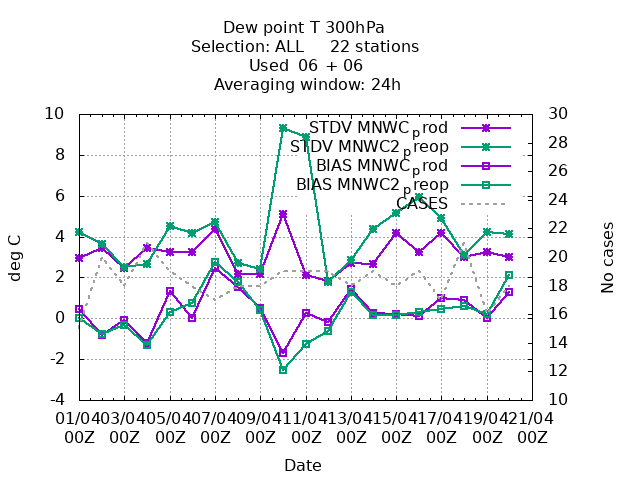 Dew point T 300hPa
Selection: ALL 22 stations
Used 06 + 06
Averaging window: 24h
STDV MNWC_prod
STDV MNWC2_preop
BIAS MNWC_prod
BIAS MNWC2_preop
CASES
10
8
6
4
2
0
-2
-4
deg C
30
28
26
24
22
20
18
16
14
12
10
No cases
01/04 03/04 05/04 07/04 09/04 11/04 13/04 15/04 17/04 19/04 21/04
00Z 00Z 00Z 00Z 00Z 00Z 00Z 00Z 00Z 00Z 00Z
Date